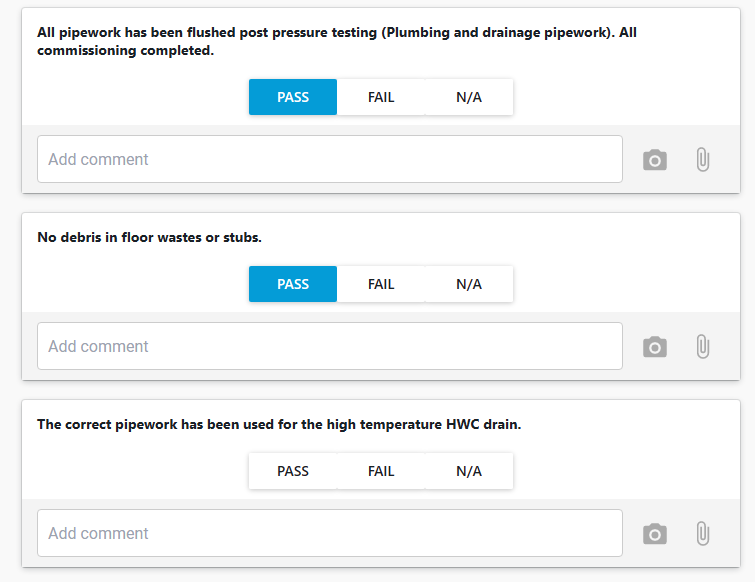 All pipework has been flushed post pressure testing (Plumbing and drainage pipework). All
commissioning completed.
PASS FAIL N/A
Add comment
No debris in floor wastes or stubs.
PASS FAIL N/A
Add comment
The correct pipework has been used for the high temperature HWC drain.
PASS FAIL N/A
Add comment